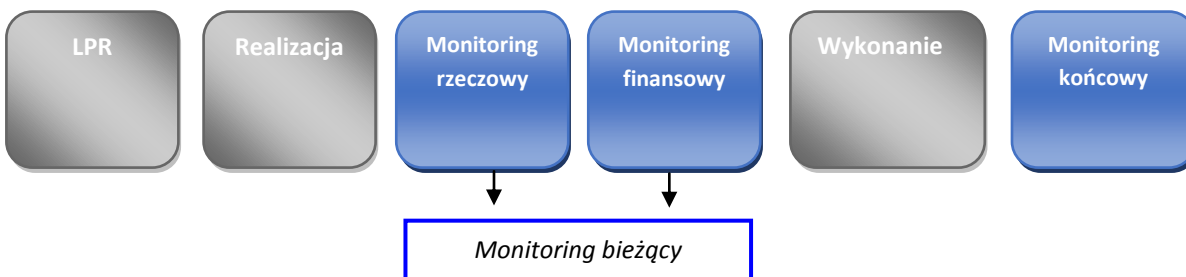 LPR
Realizacja
Monitoring
rzeczowy
Monitoring
finansowy
Wykonanie
Monitoring
końcowy
Monitoring bieżący